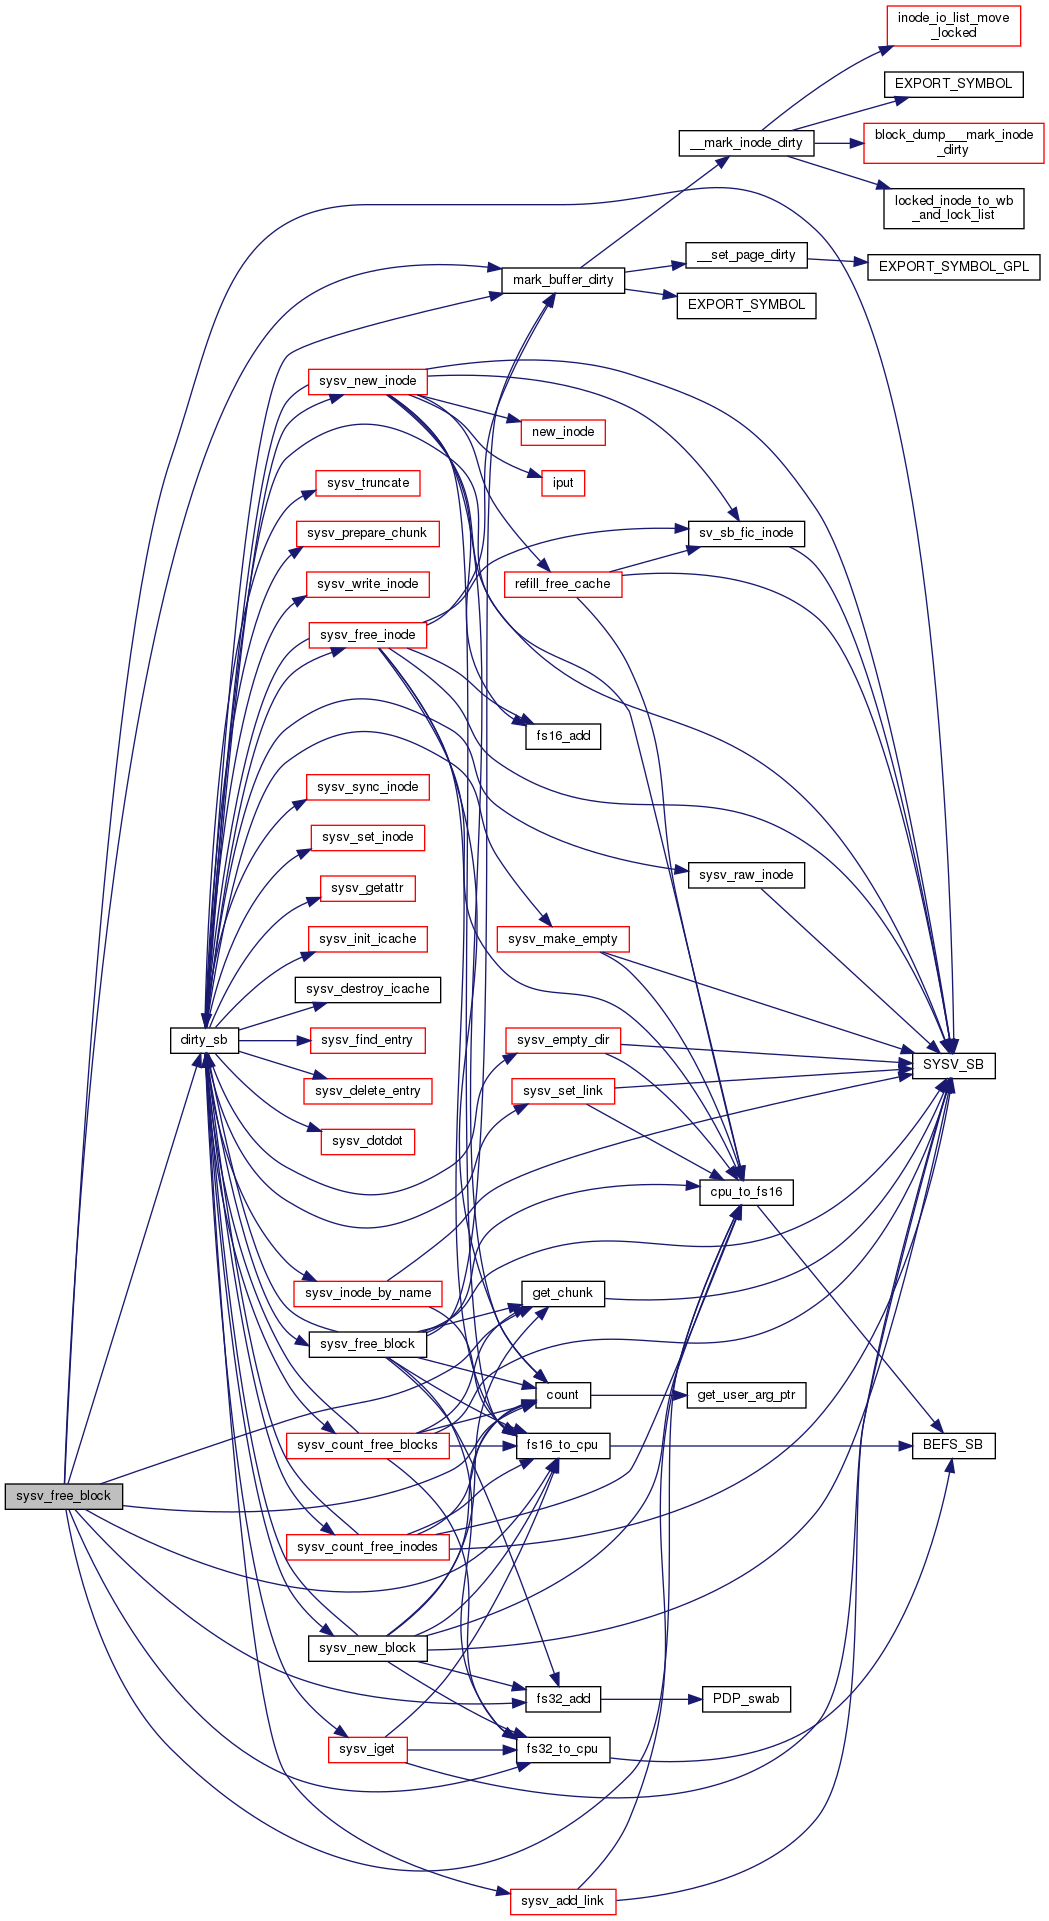 inode_io_list_move
_locked
EXPORT_SYMBOL
__mark_inode_dirty
block_dump___mark_inode
_dirty
locked_inode_to_wb
_and_lock_list
__set_page_dirty
EXPORT_SYMBOL_GPL
mark_buffer_dirty
EXPORT_SYMBOL
sysv_new_inode
new_inode
sysv_truncate
iput
sysv_prepare_chunk
sv_sb_fic_inode
sysv_write_inode
refill_free_cache
sysv_free_inode
fs16_add
sysv_sync_inode
sysv_set_inode
sysv_raw_inode
sysv_getattr
sysv_init_icache
sysv_make_empty
sysv_destroy_icache
dirty_sb
sysv_find_entry
sysv_empty_dir
SYSV_SB
sysv_delete_entry
sysv_set_link
sysv_dotdot
cpu_to_fs16
sysv_inode_by_name
get_chunk
sysv_free_block
count
get_user_arg_ptr
sysv_count_free_blocks
fs16_to_cpu
BEFS_SB
sysv_free_block
sysv_count_free_inodes
sysv_new_block
fs32_add
PDP_swab
sysv_iget
fs32_to_cpu
sysv_add_link